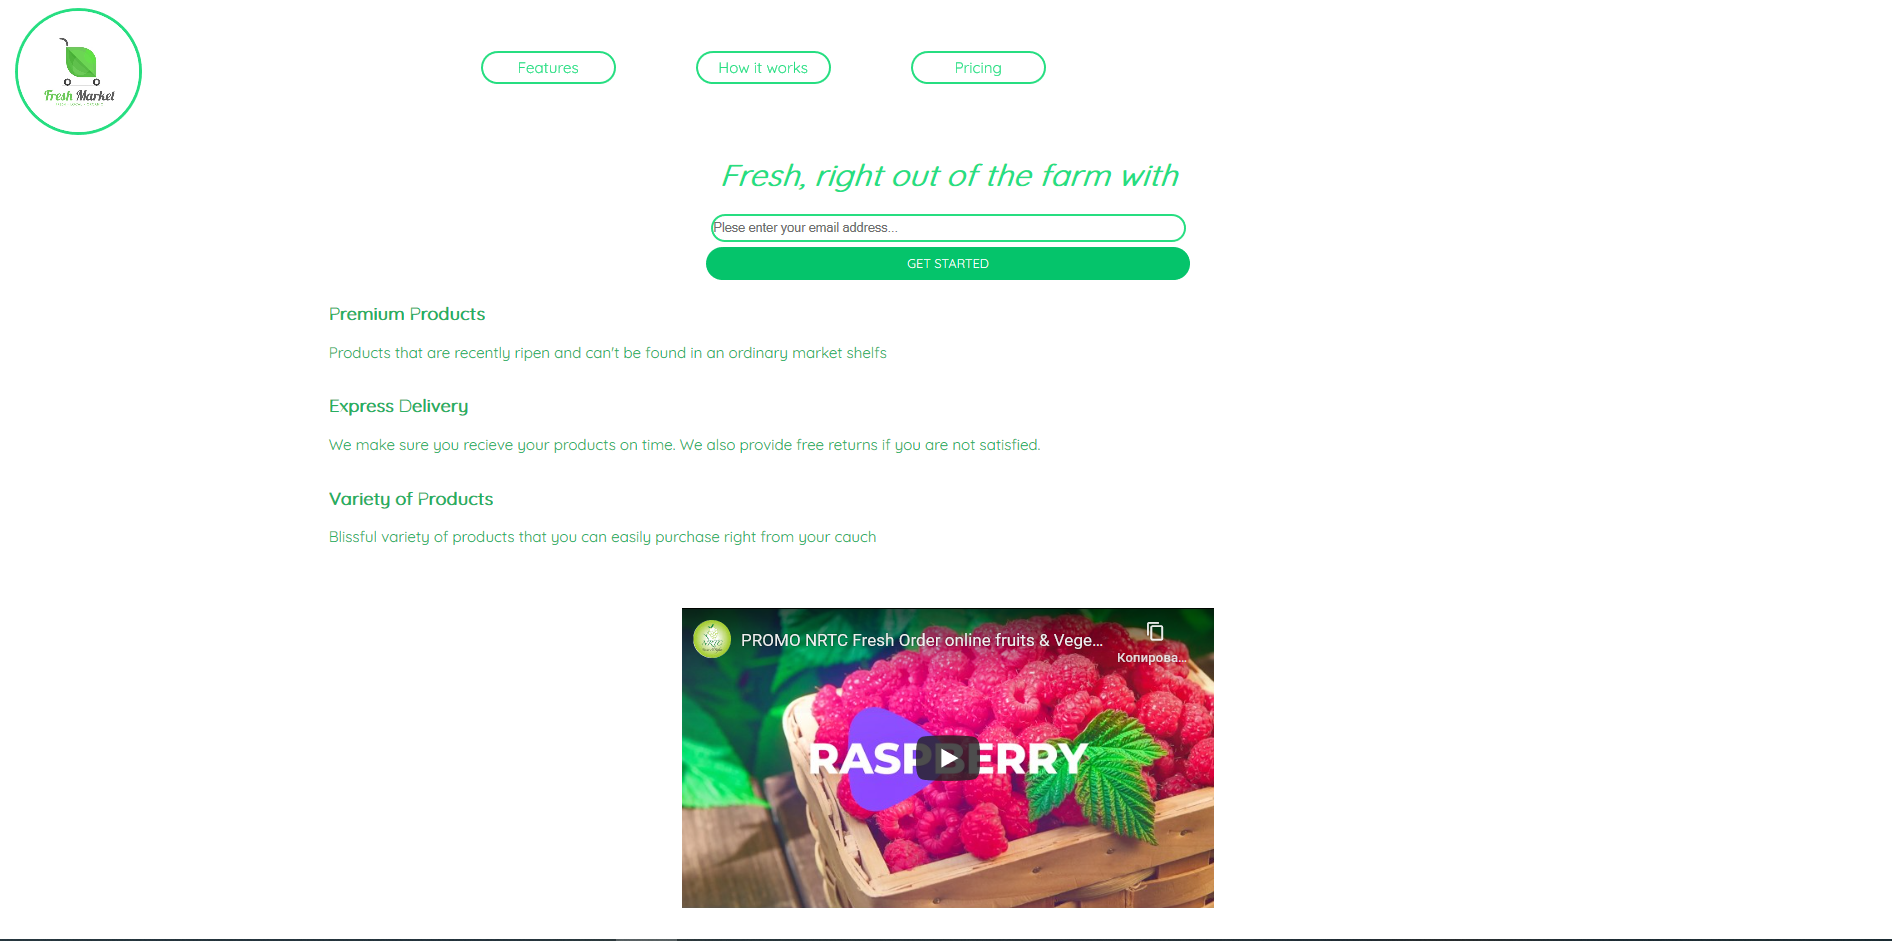 Fresh Market
Features
How it works
Pricing
Fresh, right out of the farm with
Plese enter your email address...
GET STARTED
Premium Products
Products that are recently ripen and can't be found in an ordinary market shelfs
Express Delivery
We make sure you recieve your products on time. We also provide free returns if you are not satisfied.
Variety of Products
Blissful variety of products that you can easily purchase right from your cauch
NRTC
PROMO NRTC Fresh Order online fruits & Vege...
Копирова...
RASPBERRY